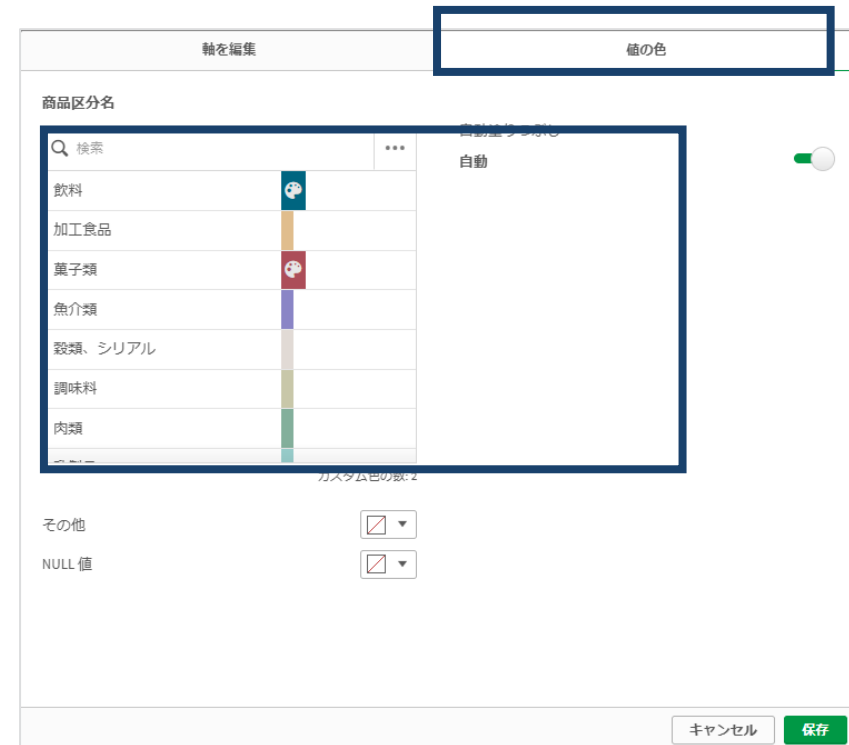 軸を編集
値の色
商品区分名
検索
自動
飲料
加工食品
菓子類
魚介類
穀類、シリアル
調味料
肉類
カスタム色の数: 2
その他
NULL 値
キャンセル
保存